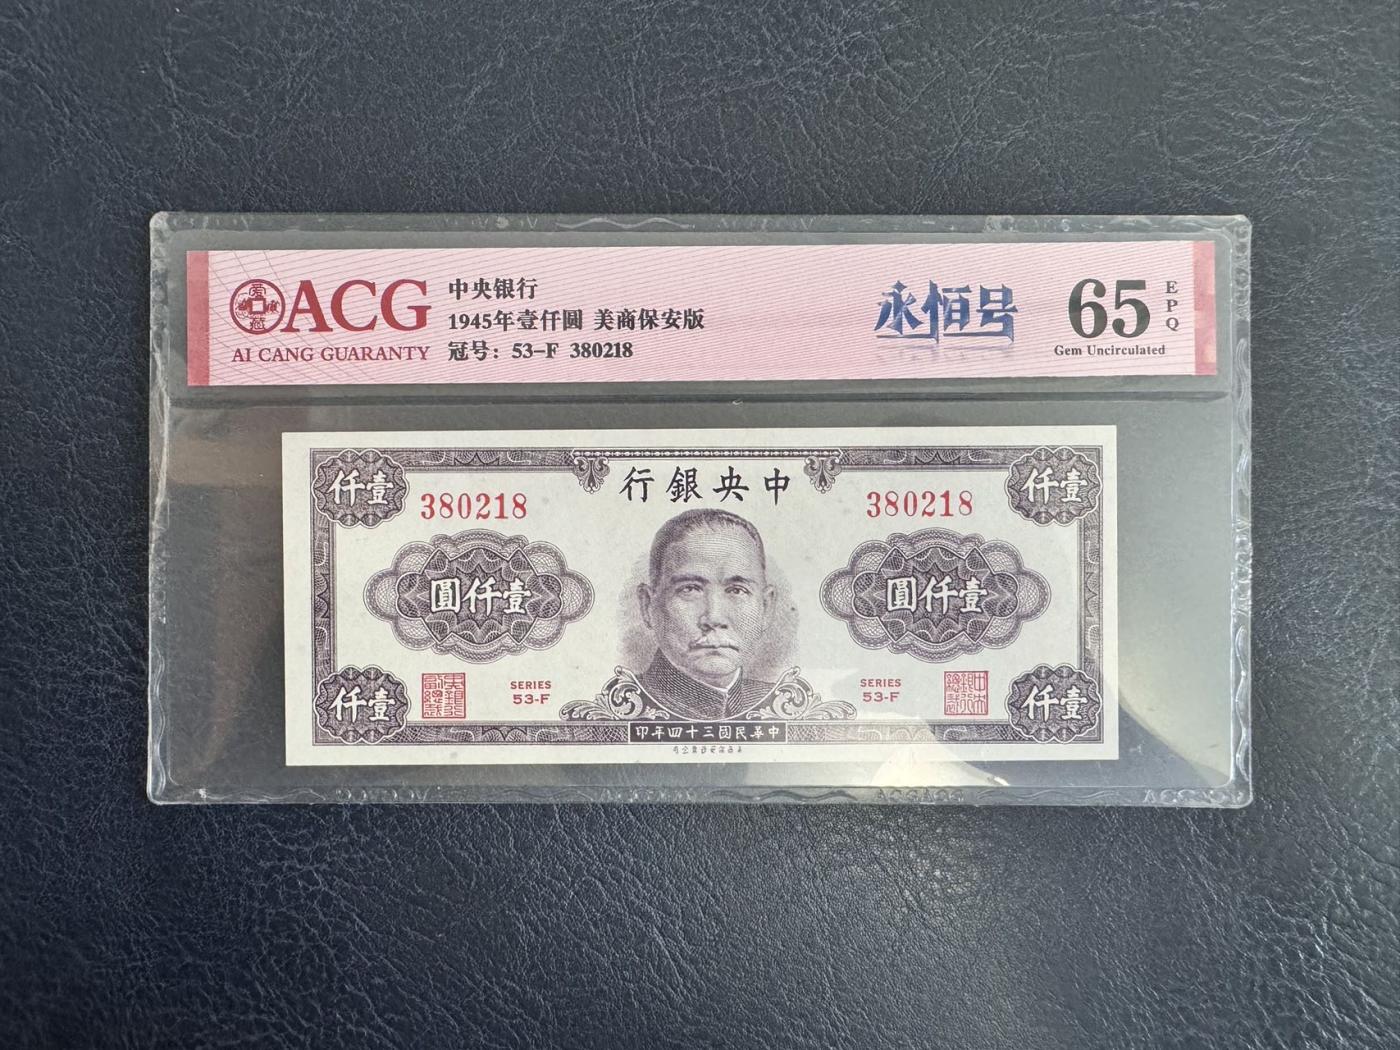 ACG
AI CANG GUARANTY
中央银行
1945年壹仟圓 美商保安版
冠号：53-F 380218
永恒号
65
EPQ
Gem Uncirculated
行銀央中
仟壹
仟壹
380218
380218
圓仟壹
圓仟壹
SERIES
53-F
SERIES
53-F
仟壹
仟壹
印年四十三國民華中